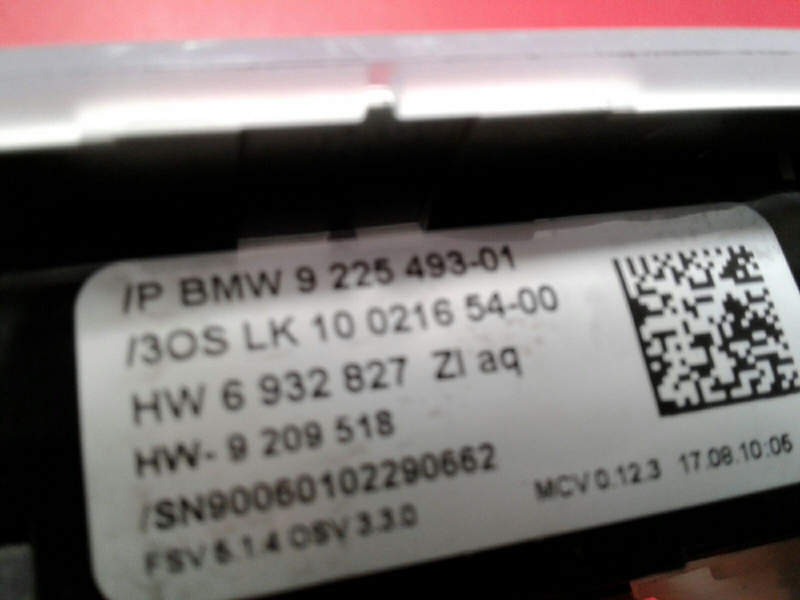 /P BMW 9 225 493-01
/3OS LK 10 0216 54-00
HW 6 932 827 ZI aq
HW- 9 209 518
/SN90060102290662
FSV 6.1.4 OSV 3.3.0
MCV 0.12.3 17.08.10:05